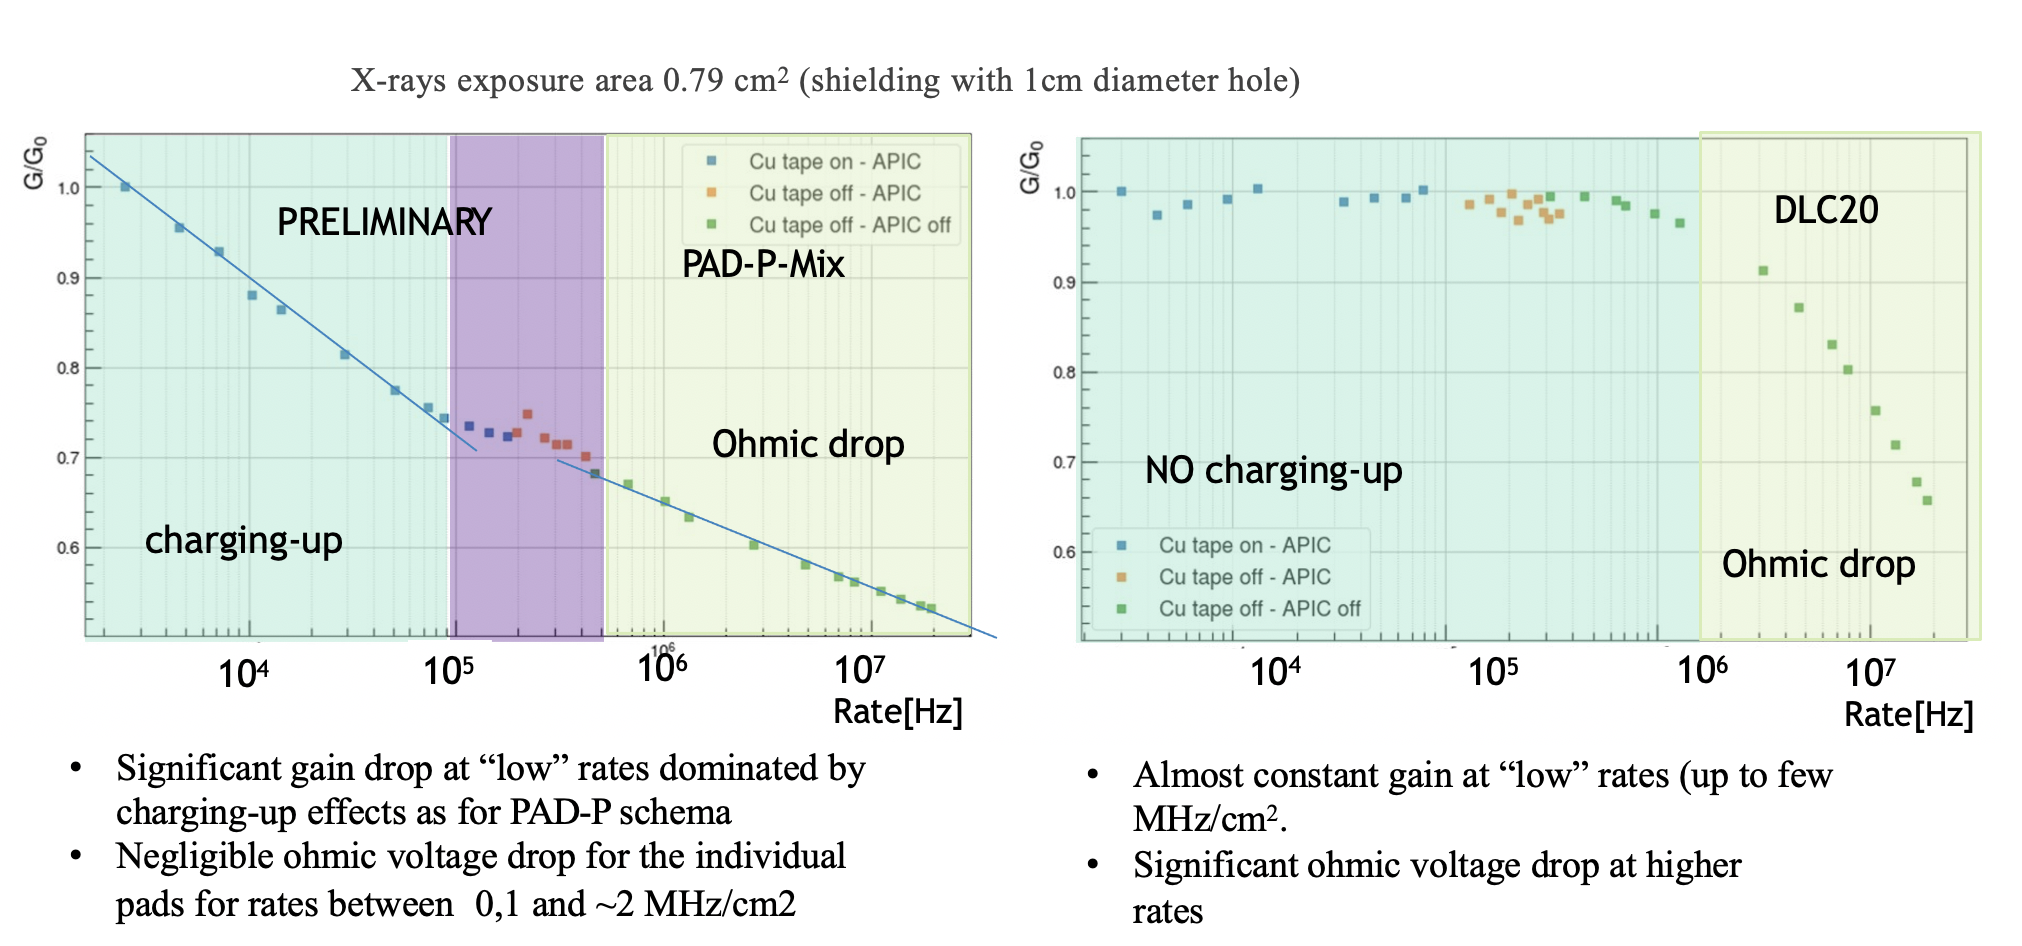 X-rays exposure area 0.79 cm² (shielding with 1cm diameter hole)
G/G₀
1.0
0.9
0.8
0.7
0.6
Cu tape on - APIC
Cu tape off - APIC
Cu tape off - APIC off
PRELIMINARY
PAD-P-Mix
Ohmic drop
charging-up
10⁶
10⁴ 10⁵ 10⁶ 10⁷
Rate[Hz]
• Significant gain drop at “low” rates dominated by
charging-up effects as for PAD-P schema
• Negligible ohmic voltage drop for the individual
pads for rates between 0,1 and ~2 MHz/cm2
G/G₀
1.0
0.9
0.8
0.7
0.6
DLC20
NO charging-up
Cu tape on - APIC
Cu tape off - APIC
Cu tape off - APIC off
Ohmic drop
10⁴ 10⁵ 10⁶ 10⁷
Rate[Hz]
• Almost constant gain at “low” rates (up to few
MHz/cm².
• Significant ohmic voltage drop at higher
rates